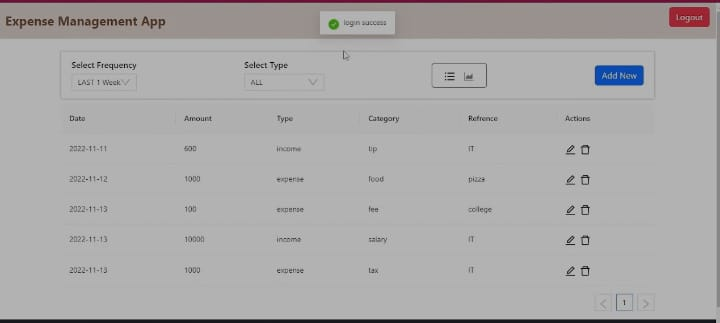 Expense Management App
login success
Logout
Select Frequency
Select Type
LAST 1 Week
ALL
Add New
Date Amount Type Category Refrence Actions
2022-11-11 600 income tip IT
2022-11-12 1000 expense food pizza
2022-11-13 100 expense fee college
2022-11-13 10000 income salary IT
2022-11-13 1000 expense tax IT
1